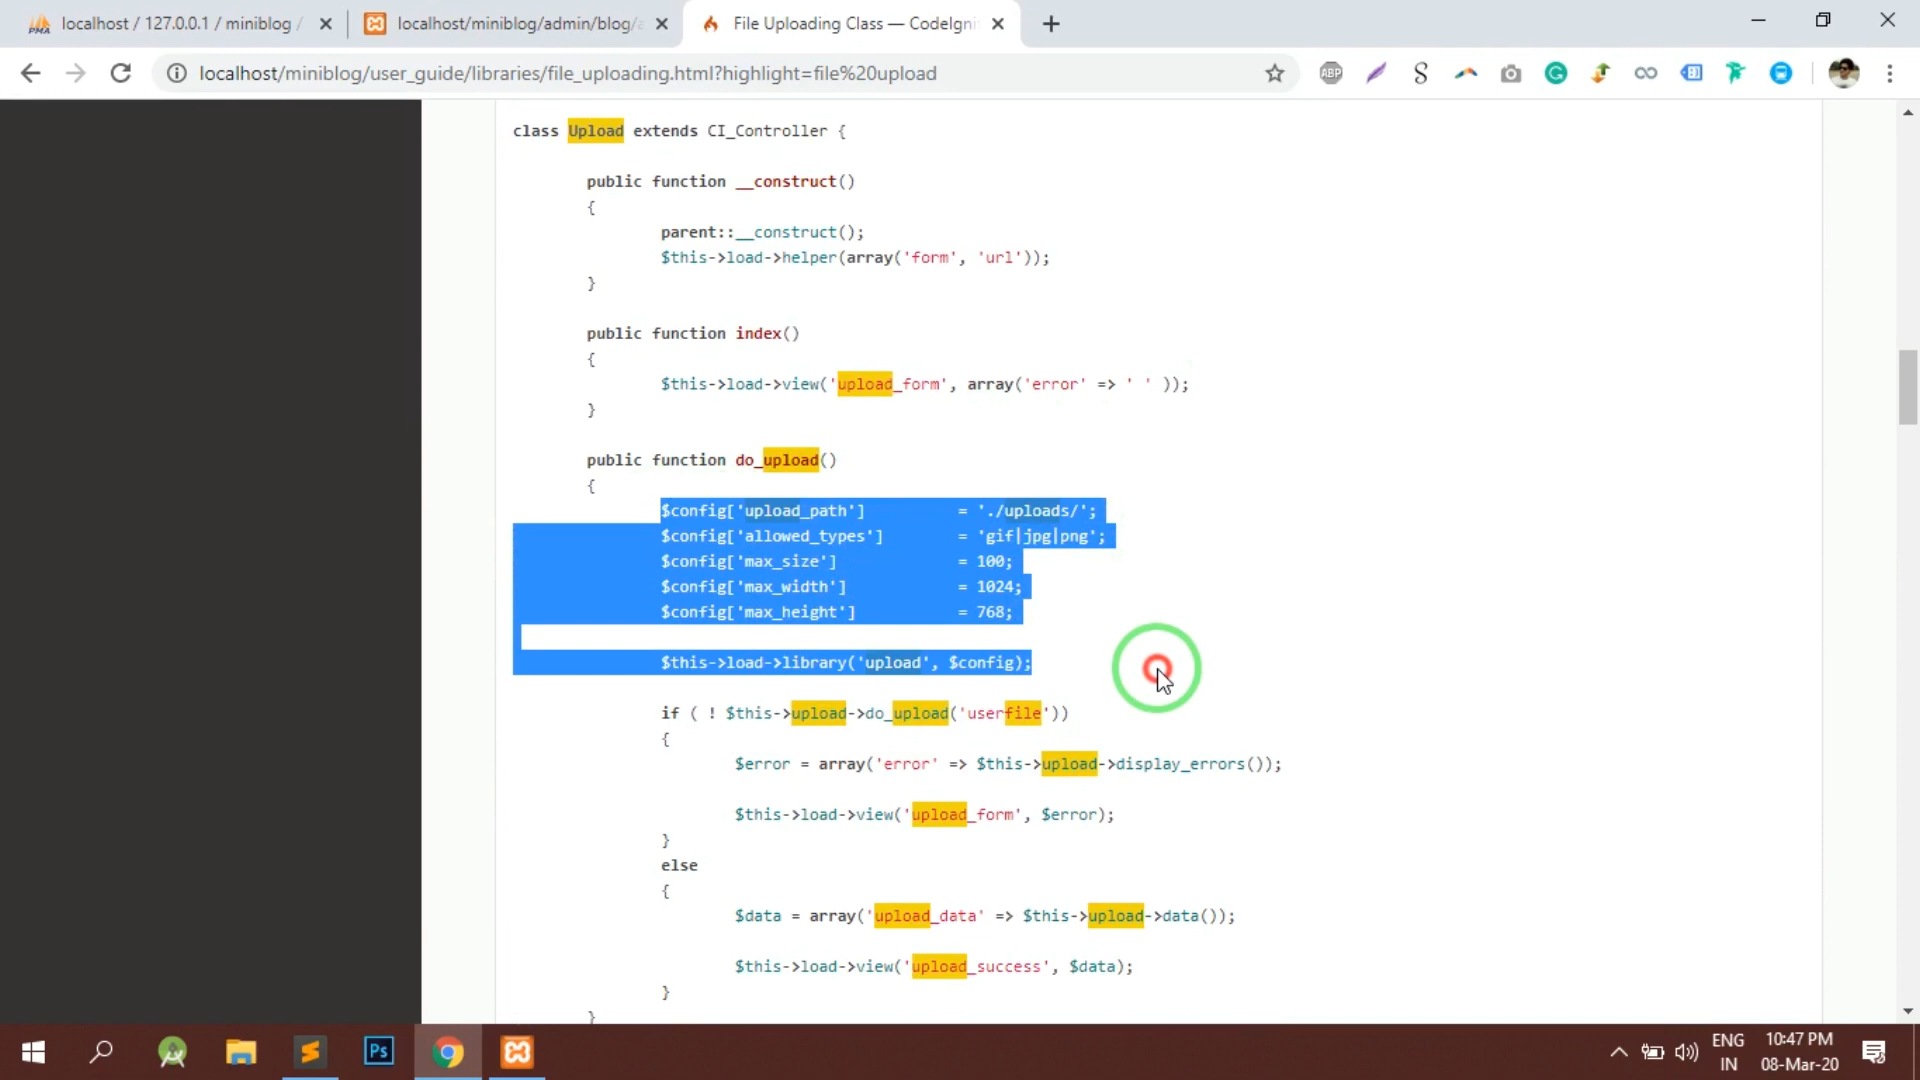 localhost / 127.0.0.1 / miniblog /
localhost/miniblog/admin/blog/a
File Uploading Class — CodeIgni
localhost/miniblog/user_guide/libraries/file_uploading.html?highlight=file%20upload
ABP
S
class Upload extends CI_Controller {
public function __construct()
{
parent::__construct();
$this->load->helper(array('form', 'url'));
}
public function index()
{
$this->load->view('upload_form', array('error' => ' ' ));
}
public function do_upload()
{
$config['upload_path'] = './uploads/';
$config['allowed_types'] = 'gif|jpg|png';
$config['max_size'] = 100;
$config['max_width'] = 1024;
$config['max_height'] = 768;
$this->load->library('upload', $config);
if ( ! $this->upload->do_upload('userfile'))
{
$error = array('error' => $this->upload->display_errors());
$this->load->view('upload_form', $error);
}
else
{
$data = array('upload_data' => $this->upload->data());
$this->load->view('upload_success', $data);
}
}
Ps
ENG
IN
10:47 PM
08-Mar-20